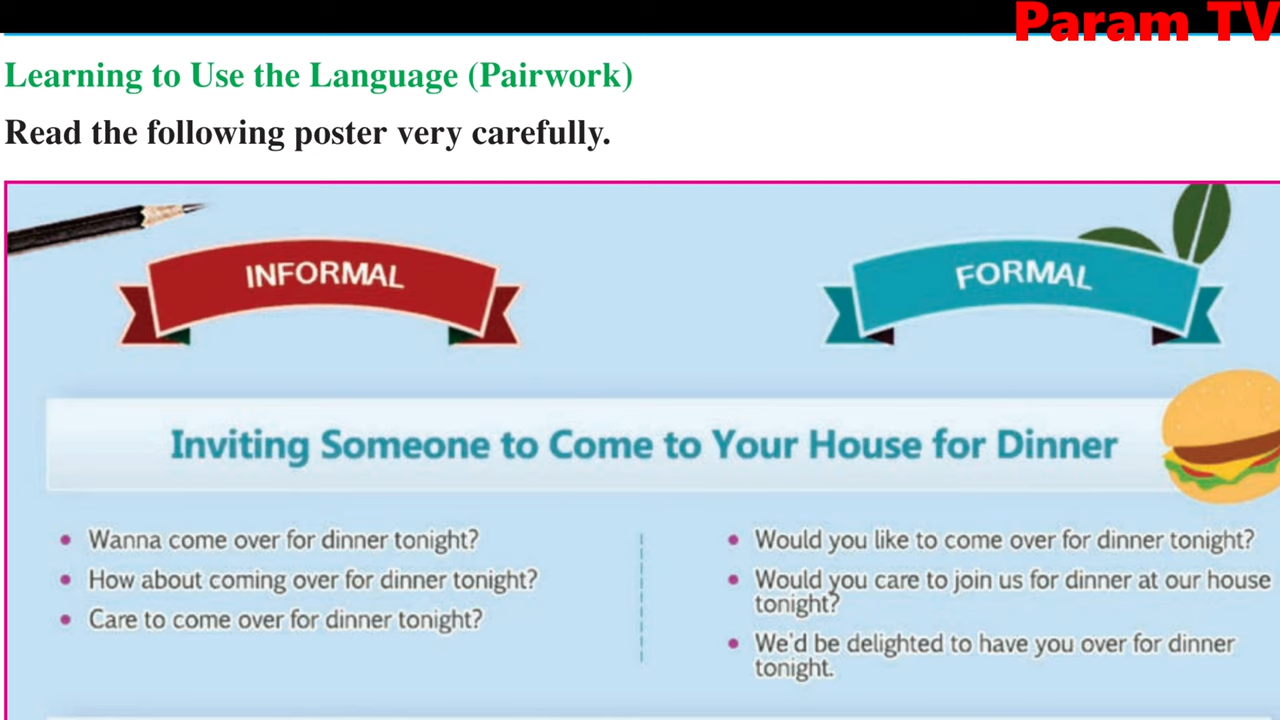 Param TV
Learning to Use the Language (Pairwork)
Read the following poster very carefully.
INFORMAL
FORMAL
Inviting Someone to Come to Your House for Dinner
• Wanna come over for dinner tonight?
• How about coming over for dinner tonight?
• Care to come over for dinner tonight?
• Would you like to come over for dinner tonight?
• Would you care to join us for dinner at our house
tonight?
• We'd be delighted to have you over for dinner
tonight.